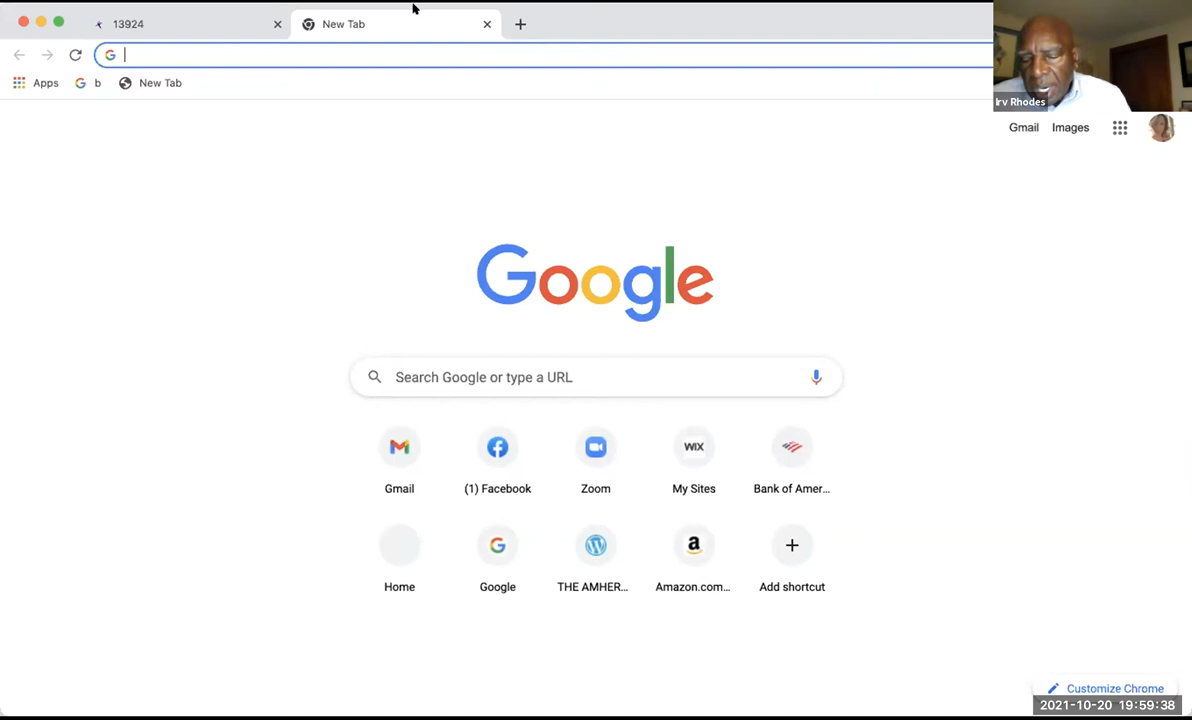 13924
New Tab
Apps
b
New Tab
Irv Rhodes
Gmail Images
Google
Search Google or type a URL
WIX
Gmail
(1) Facebook
Zoom
My Sites
Bank of Amer...
Home
Google
THE AMHER...
Amazon.com...
Add shortcut
Customize Chrome
2021-10-20 19:59:38